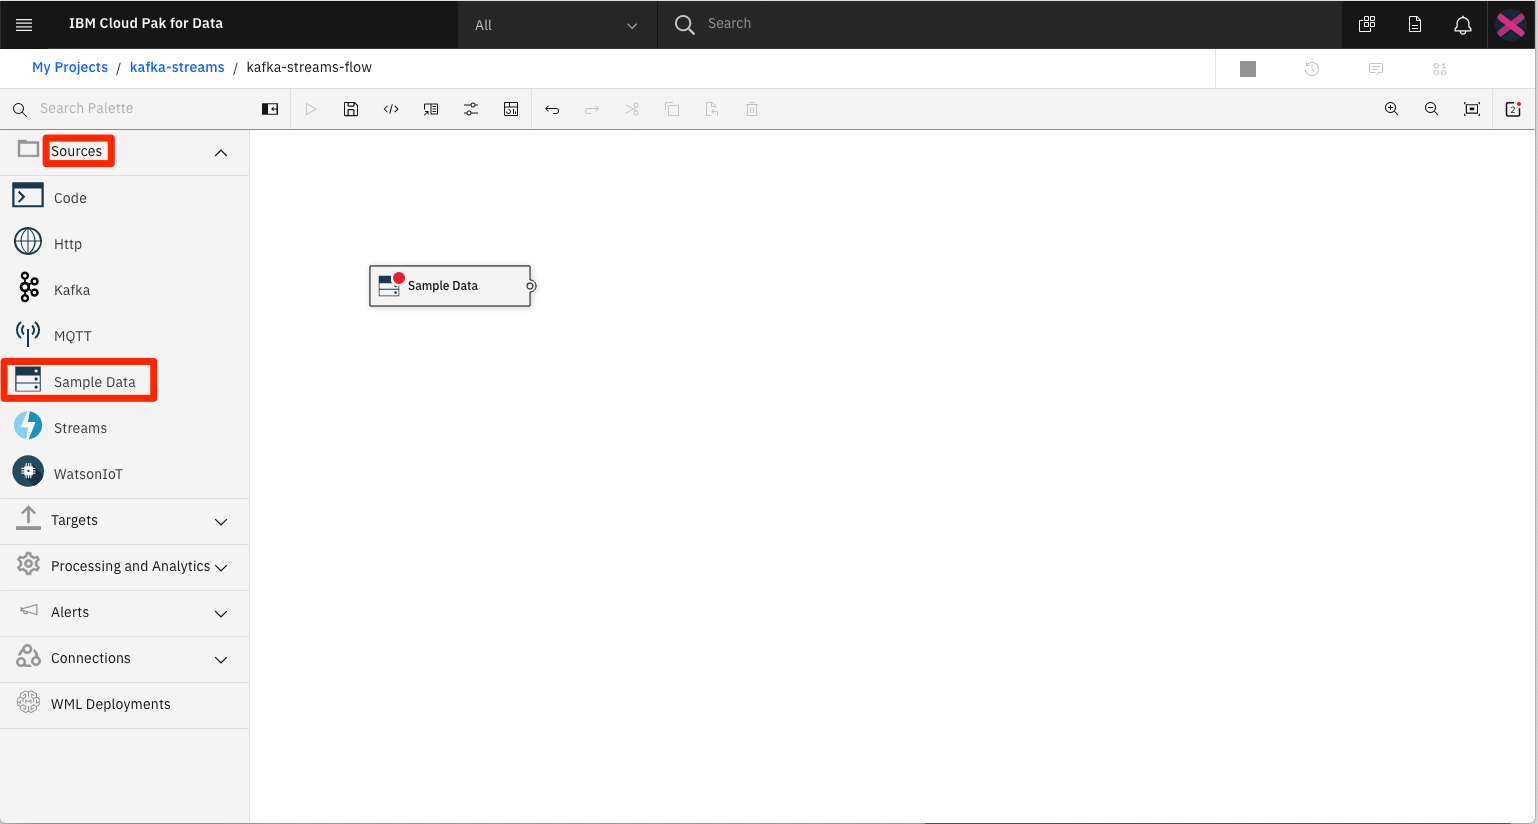 IBM Cloud Pak for Data
All
Search
My Projects / kafka-streams / kafka-streams-flow
Search Palette
2
Sources
Code
Http
Kafka
MQTT
Sample Data
Streams
WatsonIoT
Targets
Processing and Analytics
Alerts
Connections
WML Deployments
Sample Data